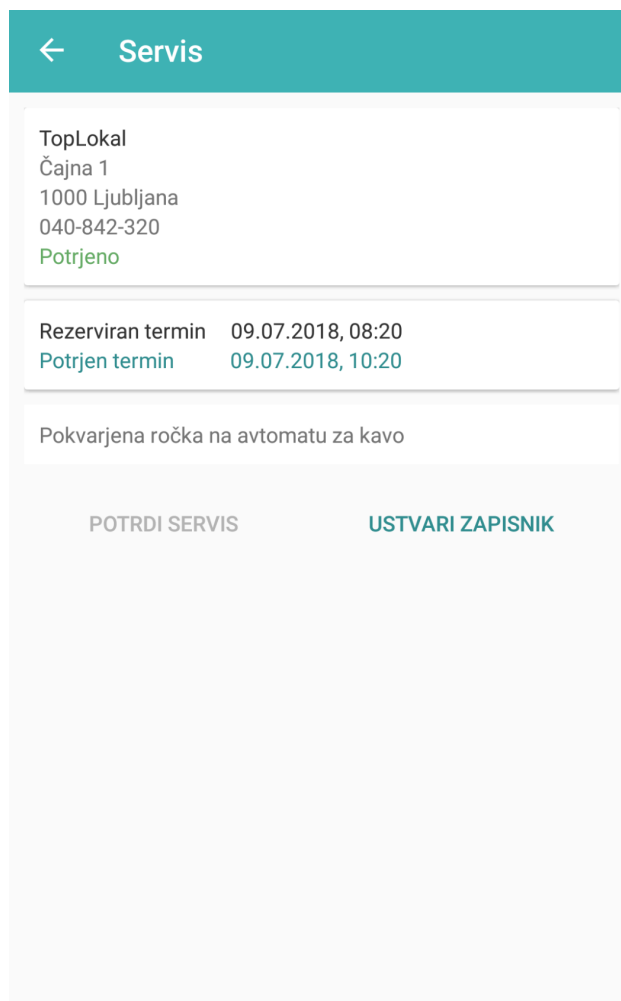 Servis
TopLokal
Čajna 1
1000 Ljubljana
040-842-320
Potrjeno
Rezerviran termin 09.07.2018, 08:20
Potrjen termin 09.07.2018, 10:20
Pokvarjena ročka na avtomatu za kavo
POTRDI SERVIS USTVARI ZAPISNIK